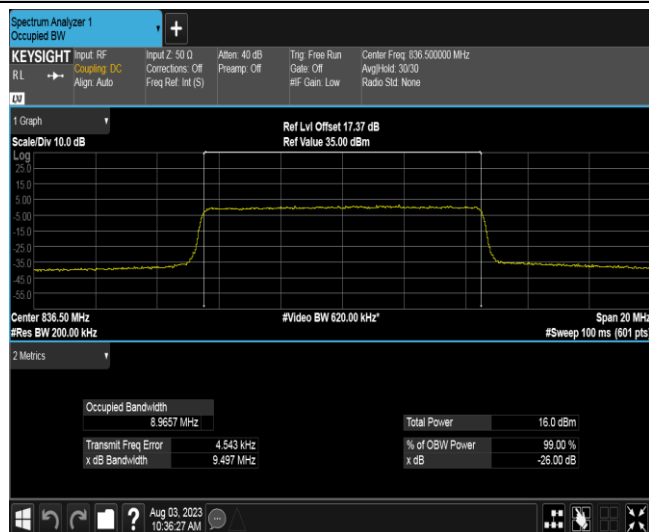 Spectrum Analyzer 1
Occupied BW
+
KEYSIGHT Input: RF Input Z: 50 Ω Atten: 40 dB Trig: Free Run Center Freq: 836.500000 MHz
RL Coupling: DC Corrections: Off Preamp: Off Gate: Off Avg|Hold: 30/30
Align: Auto Freq Ref: Int (S) #IF Gain: Low Radio Std: None
LXI
1 Graph
Ref Lvl Offset 17.37 dB
Scale/Div 10.0 dB Ref Value 35.00 dBm
Log
25.0
15.0
5.00
-5.00
-15.0
-25.0
-35.0
-45.0
-55.0
Center 836.50 MHz #Video BW 620.00 kHz* Span 20 MHz
#Res BW 200.00 kHz #Sweep 100 ms (601 pts)
2 Metrics
Occupied Bandwidth
8.9657 MHz Total Power 16.0 dBm
Transmit Freq Error 4.543 kHz % of OBW Power 99.00 %
x dB Bandwidth 9.497 MHz x dB -26.00 dB
? Aug 03, 2023
10:36:27 AM